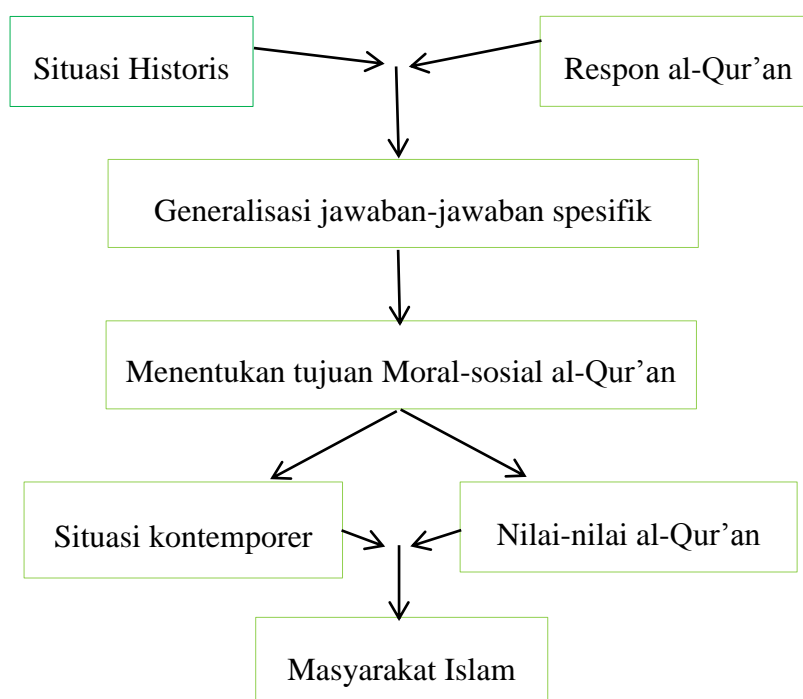 Situasi Historis
Respon al-Qur’an
Generalisasi jawaban-jawaban spesifik
Menentukan tujuan Moral-sosial al-Qur’an
Situasi kontemporer
Nilai-nilai al-Qur’an
Masyarakat Islam